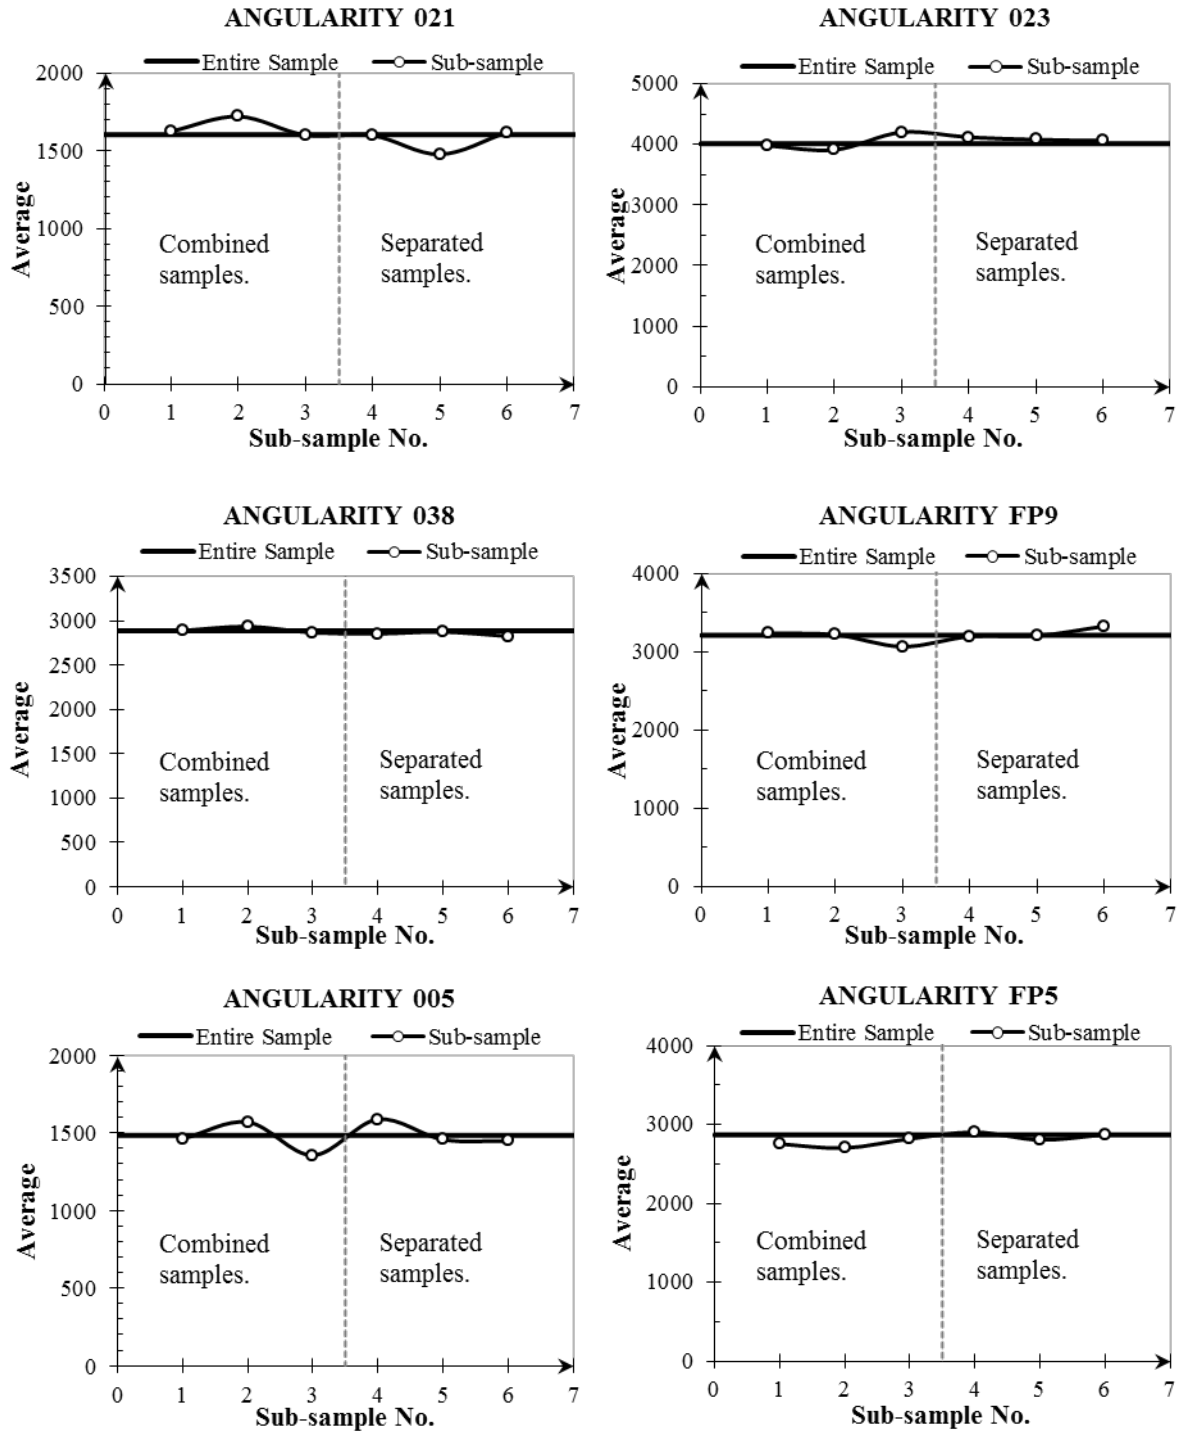 ANGULARITY 021
Entire Sample Sub-sample
2000
1500
1000
500
0
Average
Combined
samples.
Separated
samples.
0 1 2 3 4 5 6 7
Sub-sample No.
ANGULARITY 023
Entire Sample Sub-sample
5000
4000
3000
2000
1000
0
Average
Combined
samples.
Separated
samples.
0 1 2 3 4 5 6 7
Sub-sample No.
ANGULARITY 038
Entire Sample Sub-sample
3500
3000
2500
2000
1500
1000
500
0
Average
Combined
samples.
Separated
samples.
0 1 2 3 4 5 6 7
Sub-sample No.
ANGULARITY FP9
Entire Sample Sub-sample
4000
3000
2000
1000
0
Average
Combined
samples.
Separated
samples.
0 1 2 3 4 5 6 7
Sub-sample No.
ANGULARITY 005
Entire Sample Sub-sample
2000
1500
1000
500
0
Average
Combined
samples.
Separated
samples.
0 1 2 3 4 5 6 7
Sub-sample No.
ANGULARITY FP5
Entire Sample Sub-sample
4000
3000
2000
1000
0
Average
Combined
samples.
Separated
samples.
0 1 2 3 4 5 6 7
Sub-sample No.